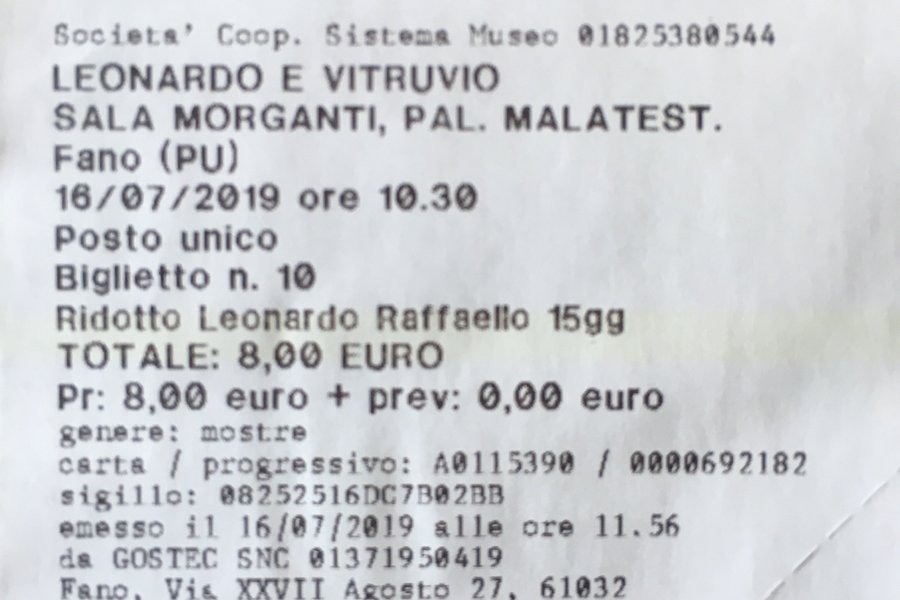 Societa' Coop. Sistema Museo 01825380544
LEONARDO E VITRUVIO
SALA MORGANTI, PAL. MALATEST.
Fano (PU)
16/07/2019 ore 10.30
Posto unico
Biglietto n. 10
Ridotto Leonardo Raffaello 15gg
TOTALE: 8,00 EURO
Pr: 8,00 euro + prev: 0,00 euro
genere: mostre
carta / progressivo: A0115390 / 0000692182
sigillo: 08252516DC7B02BB
emesso il 16/07/2019 alle ore 11.56
da GOSTEC SNC 01371950419
Fano, Via XXVII Agosto 27, 61032